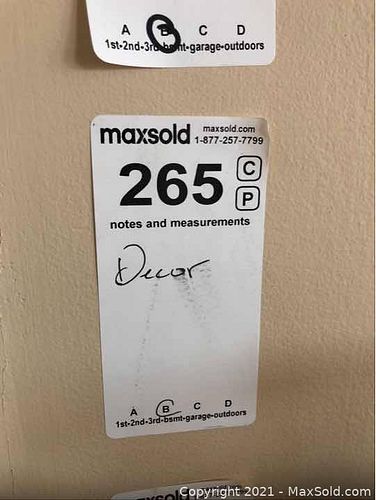 A B C D
1st-2nd-3rd-bsmt-garage-outdoors
maxsold maxsold.com
1-877-257-7799
265 C
P
notes and measurements
Decor
A B C D
1st-2nd-3rd-bsmt-garage-outdoors
maxsold
Copyright © 2021 - MaxSold.com